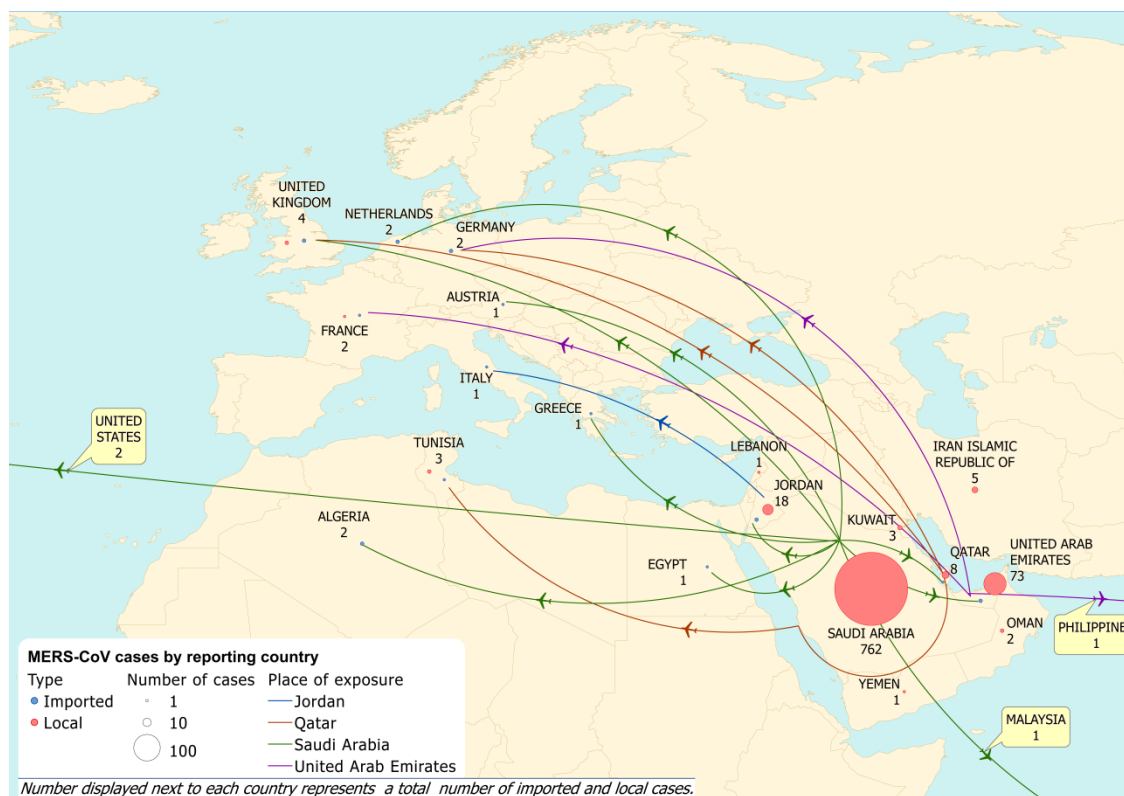 UNITED
KINGDOM
4
NETHERLANDS
2
GERMANY
2
AUSTRIA
1
FRANCE
2
ITALY
1
GREECE
1
UNITED
STATES
2
TUNISIA
3
LEBANON
1
IRAN ISLAMIC
REPUBLIC OF
5
JORDAN
18
ALGERIA
2
KUWAIT
3
EGYPT
1
QATAR
8
UNITED ARAB
EMIRATES
73
SAUDI ARABIA
762
OMAN
2
PHILIPPINE
1
YEMEN
1
MALAYSIA
1
MERS-CoV cases by reporting country
Type Number of cases Place of exposure
Imported 1 Jordan
Local 10 Qatar
100 Saudi Arabia
United Arab Emirates
Number displayed next to each country represents a total number of imported and local cases.